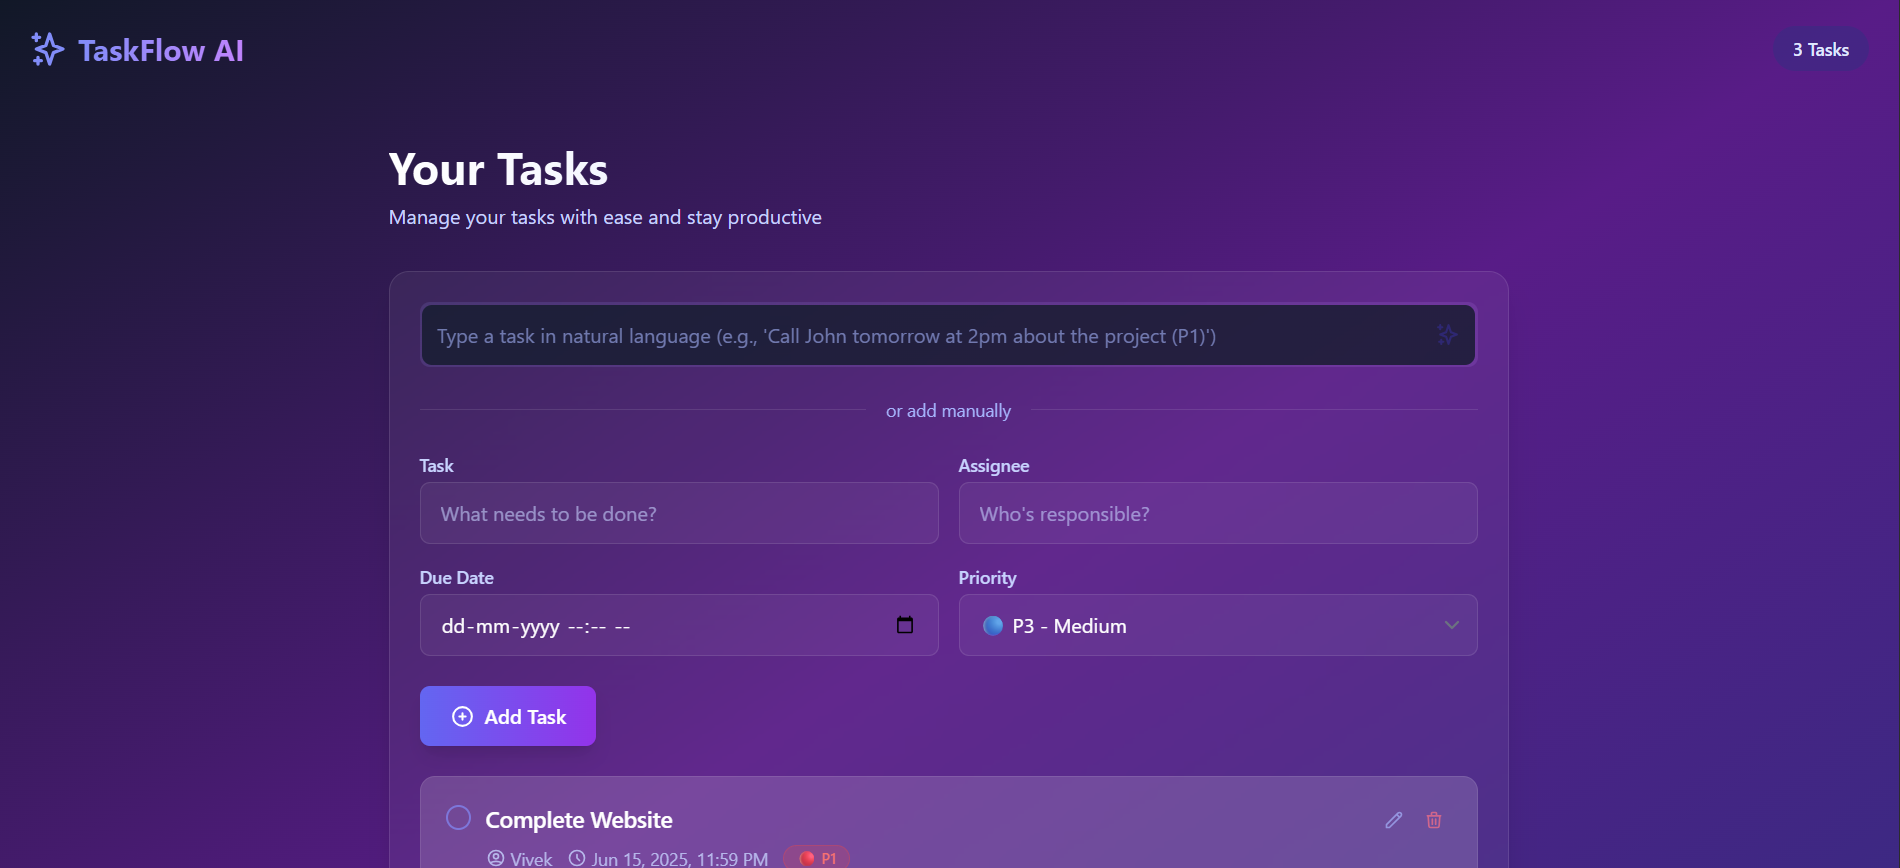 TaskFlow AI
3 Tasks
Your Tasks
Manage your tasks with ease and stay productive
Type a task in natural language (e.g., 'Call John tomorrow at 2pm about the project (P1)')
or add manually
Task
Assignee
What needs to be done?
Who's responsible?
Due Date
Priority
dd-mm-yyyy --:-- --
P3 - Medium
Add Task
Complete Website
Vivek Jun 15, 2025, 11:59 PM P1